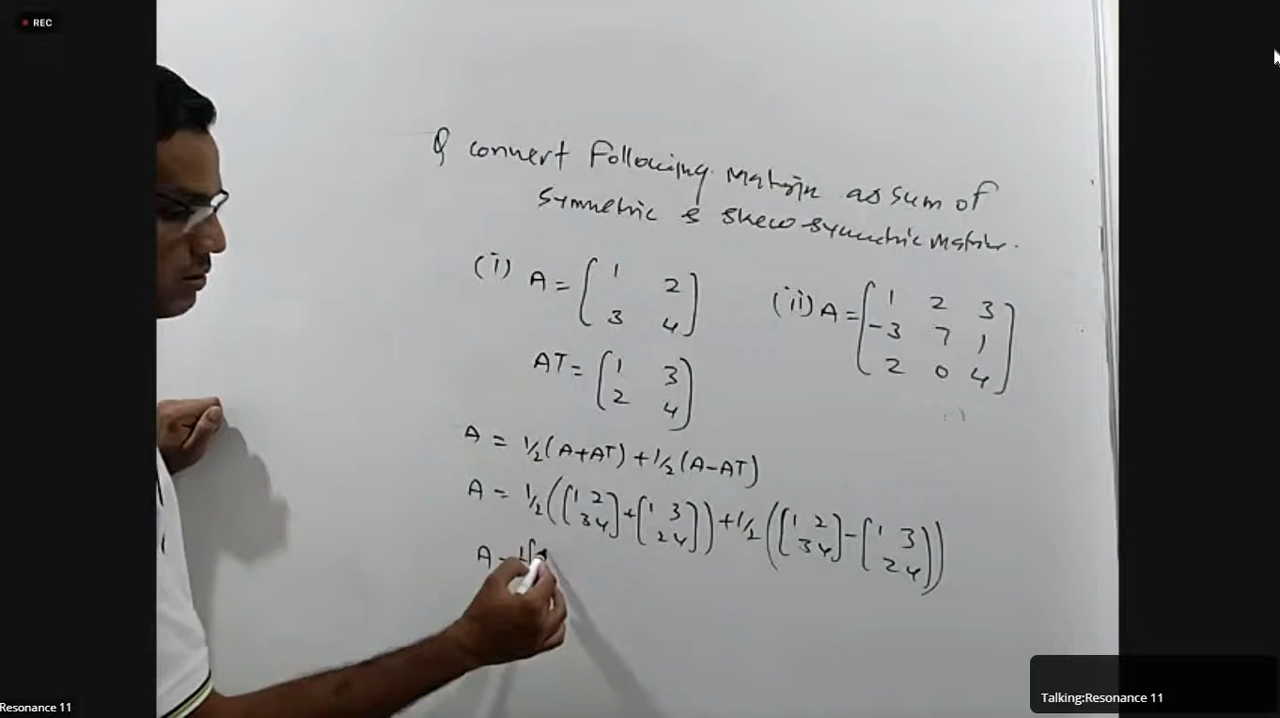 REC
Q convert Following Matrix as sum of
Symmetric & skew-symmetric Matrix.
(i) A = [1 2
3 4]
(ii) A = [1 2 3
-3 7 1
2 0 4]
AT = [1 3
2 4]
A = 1/2 (A+AT) + 1/2 (A-AT)
A = 1/2 ([1 2
3 4] + [1 3
2 4]) + 1/2 ([1 2
3 4] - [1 3
2 4])
A =
Resonance 11
Talking:Resonance 11